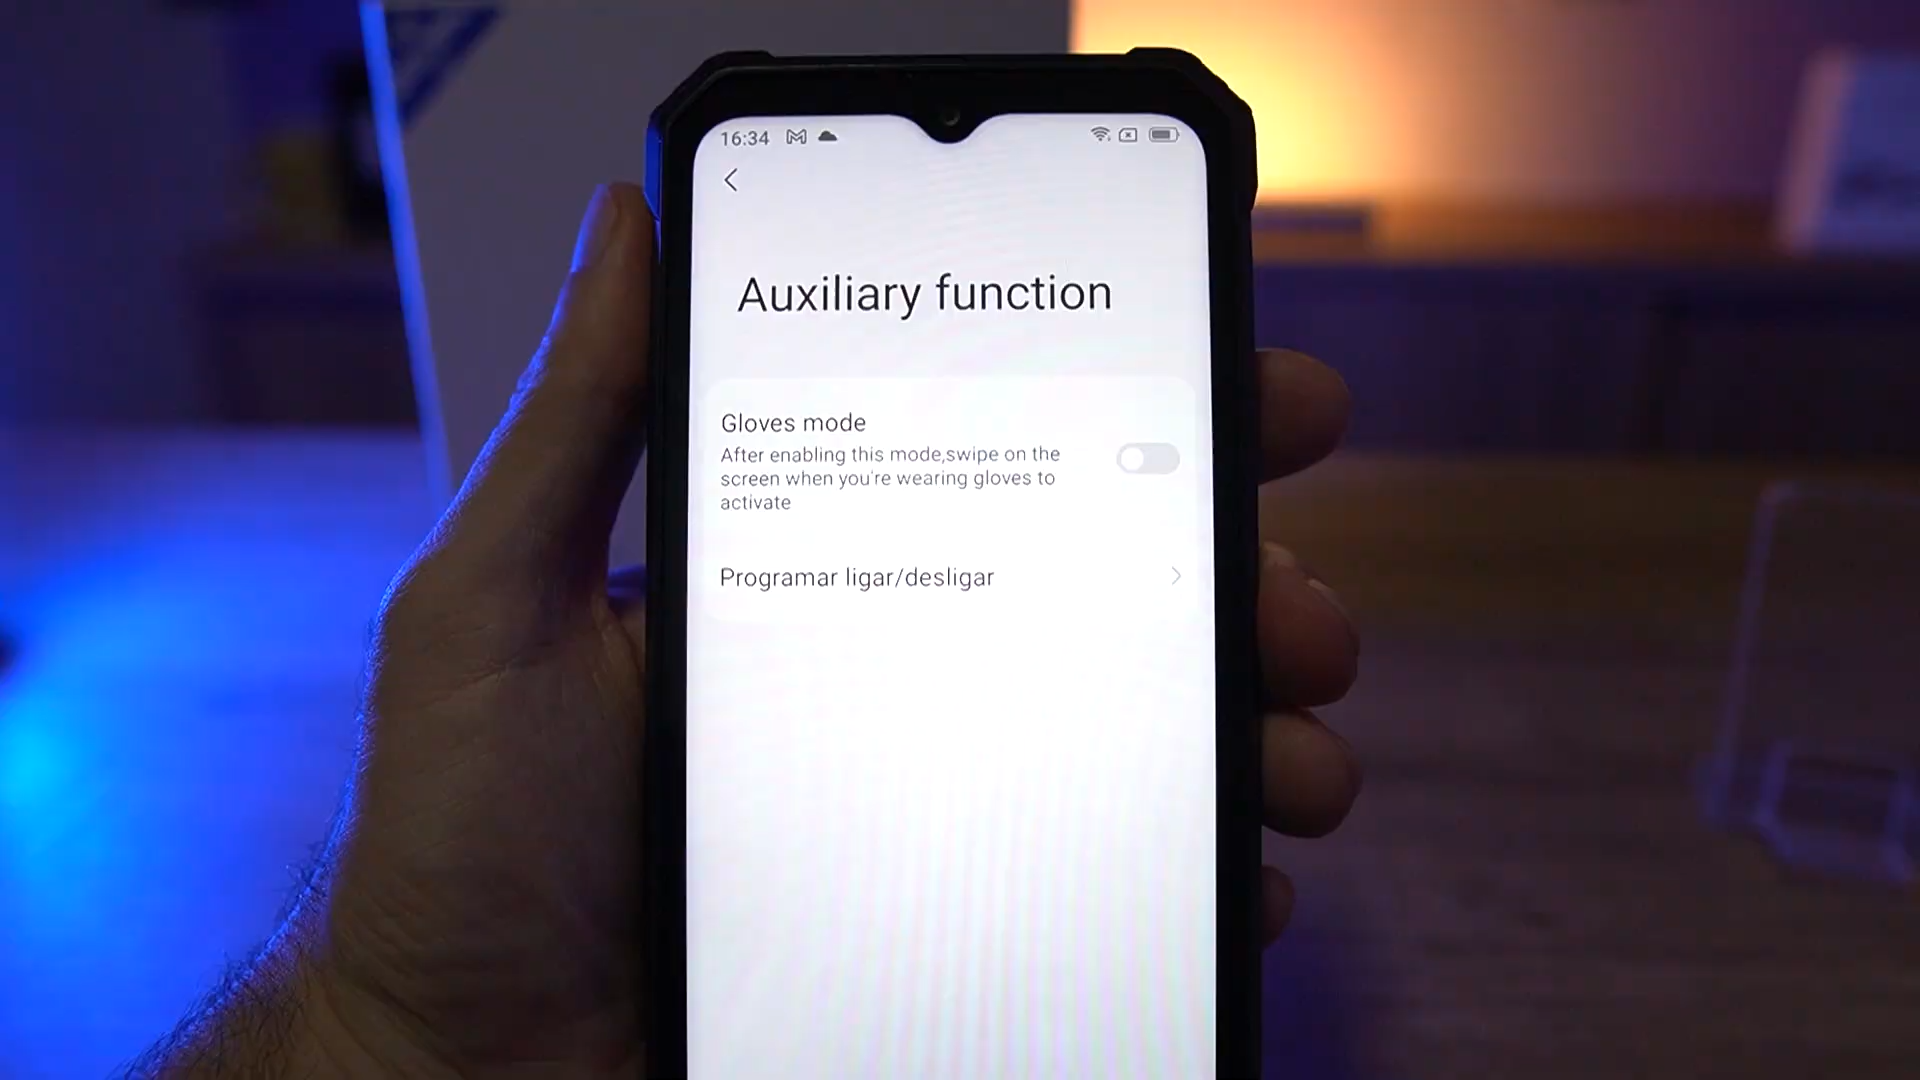 16:34
Auxiliary function
Gloves mode
After enabling this mode,swipe on the
screen when you're wearing gloves to
activate
Programar ligar/desligar